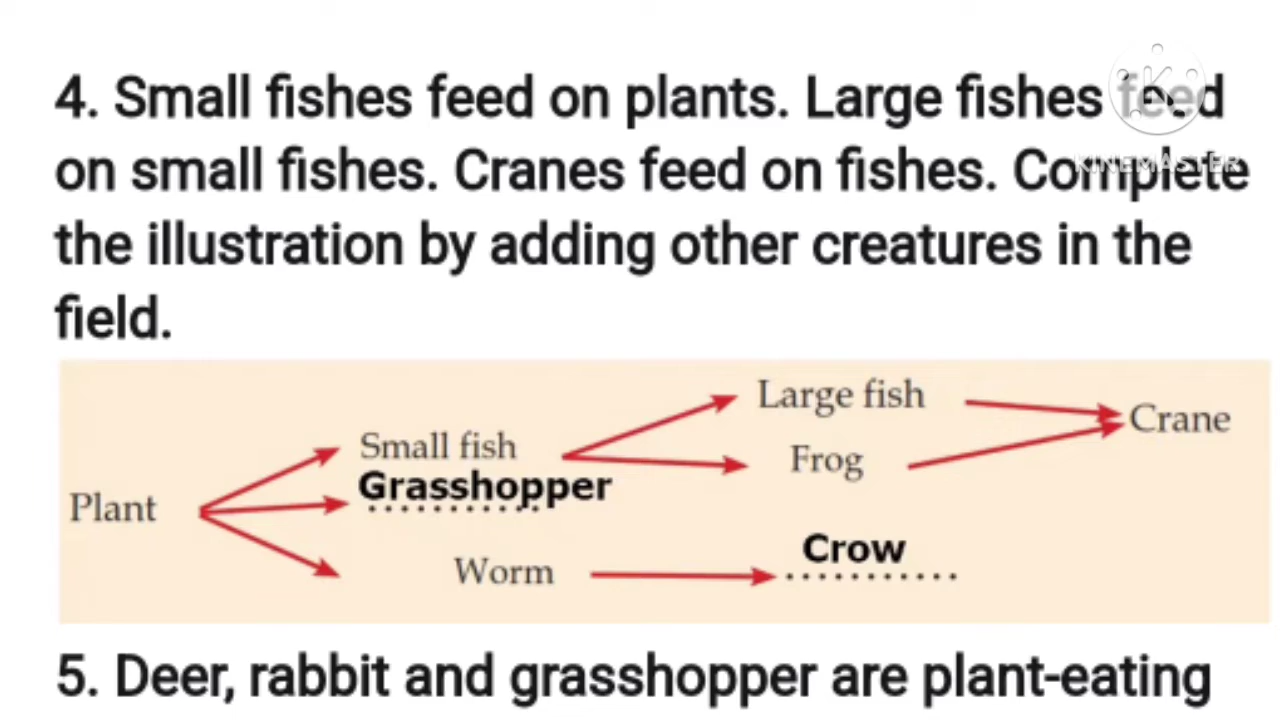 4. Small fishes feed on plants. Large fishes feed
on small fishes. Cranes feed on fishes. Complete
the illustration by adding other creatures in the
field.
KINEMASTER
Large fish
Crane
Small fish
Frog
Grasshopper
Plant
Crow
Worm
5. Deer, rabbit and grasshopper are plant-eating